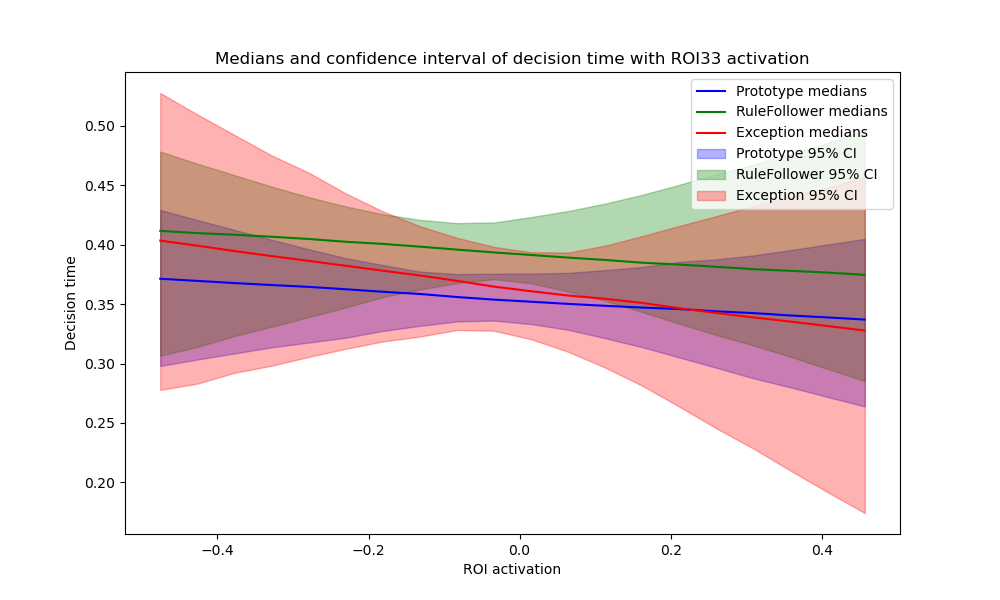 Medians and confidence interval of decision time with ROI33 activation
Prototype medians
RuleFollower medians
Exception medians
Prototype 95% CI
RuleFollower 95% CI
Exception 95% CI
Decision time
0.50
0.45
0.40
0.35
0.30
0.25
0.20
−0.4
−0.2
0.0
0.2
0.4
ROI activation